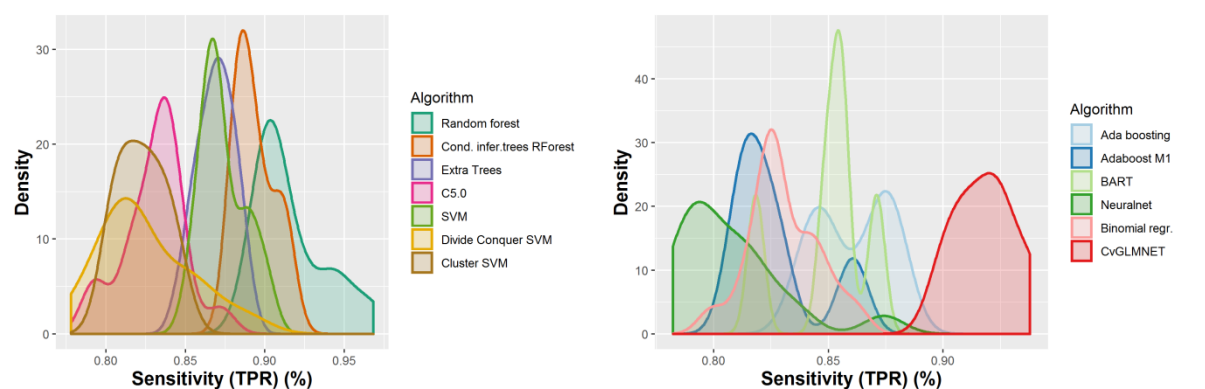 Density
30
20
10
0
0.80 0.85 0.90 0.95
Sensitivity (TPR) (%)
Algorithm
Random forest
Cond. infer.trees RForest
Extra Trees
C5.0
SVM
Divide Conquer SVM
Cluster SVM
Density
40
30
20
10
0
0.80 0.85 0.90
Sensitivity (TPR) (%)
Algorithm
Ada boosting
Adaboost M1
BART
Neuralnet
Binomial regr.
CvGLMNET